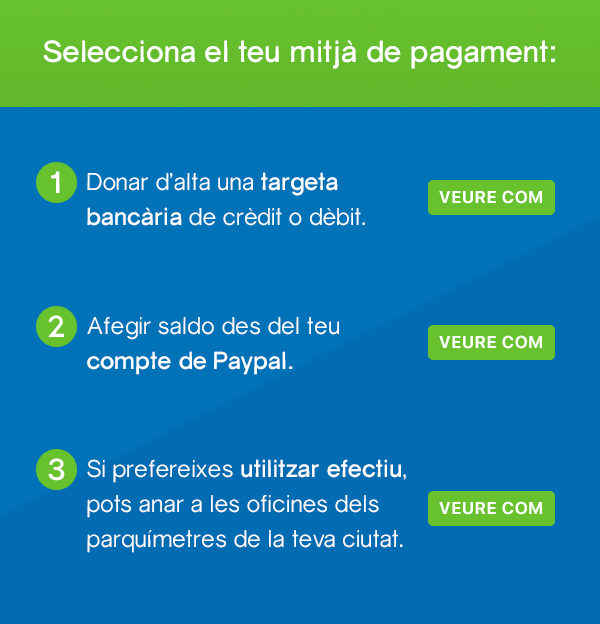 Selecciona el teu mitjà de pagament:
1 Donar d'alta una targeta
bancària de crèdit o dèbit.
VEURE COM
2 Afegir saldo des del teu
compte de Paypal.
VEURE COM
3 Si prefereixes utilitzar efectiu,
pots anar a les oficines dels
parquímetres de la teva ciutat.
VEURE COM